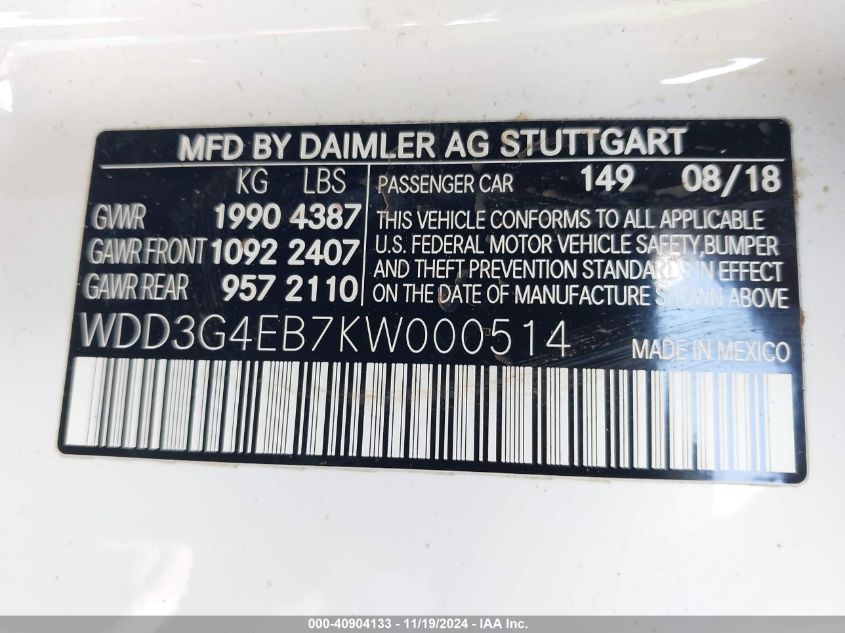 MFD BY DAIMLER AG STUTTGART
KG LBS
GVWR 1990 4387
GAWR FRONT 1092 2407
GAWR REAR 957 2110
PASSENGER CAR 149 08/18
THIS VEHICLE CONFORMS TO ALL APPLICABLE
U.S. FEDERAL MOTOR VEHICLE SAFETY, BUMPER
AND THEFT PREVENTION STANDARDS IN EFFECT
ON THE DATE OF MANUFACTURE SHOWN ABOVE
WDD3G4EB7KW000514
MADE IN MEXICO
000-40904133 - 11/19/2024 - IAAI.com